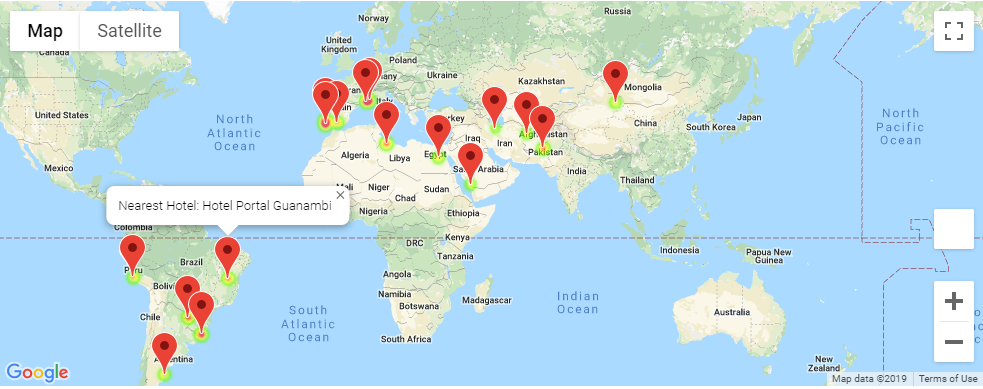 Map
Satellite
Norway
Russia
Canada
United
Kingdom
Poland
Ukraine
Kazakhstan
Mongolia
Italy
United States
North
Atlantic
Ocean
Iraq
Iran
Afghanistan
China
South Korea
Japan
North
Pacific
Ocean
Algeria
Libya
Egypt
Pakistan
Saudi Arabia
India
Mexico
Mali
Niger
Chad
Sudan
Thailand
Nearest Hotel: Hotel Portal Guanambi
Nigeria
Ethiopia
Colombia
DRC
Kenya
Tanzania
Indonesia
Papua New
Guinea
Peru
Brazil
Angola
Namibia
Botswana
Madagascar
Indian
Ocean
Chile
South
Atlantic
Ocean
South Africa
Australia
Argentina
New
Zealand
Google
Map data ©2019
Terms of Use